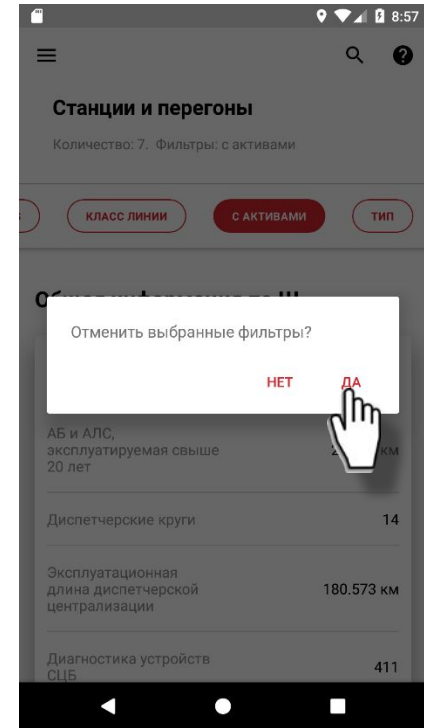 8:57
Станции и перегоны
Количество: 7. Фильтры: с активами
КЛАСС ЛИНИИ
С АКТИВАМИ
ТИП
Отменить выбранные фильтры?
НЕТ
ДА
АБ и АЛС,
эксплуатируемая свыше
20 лет
км
Диспетчерские круги
14
Эксплуатационная
длина диспетчерской
централизации
180.573 км
Диагностика устройств
СЦБ
411